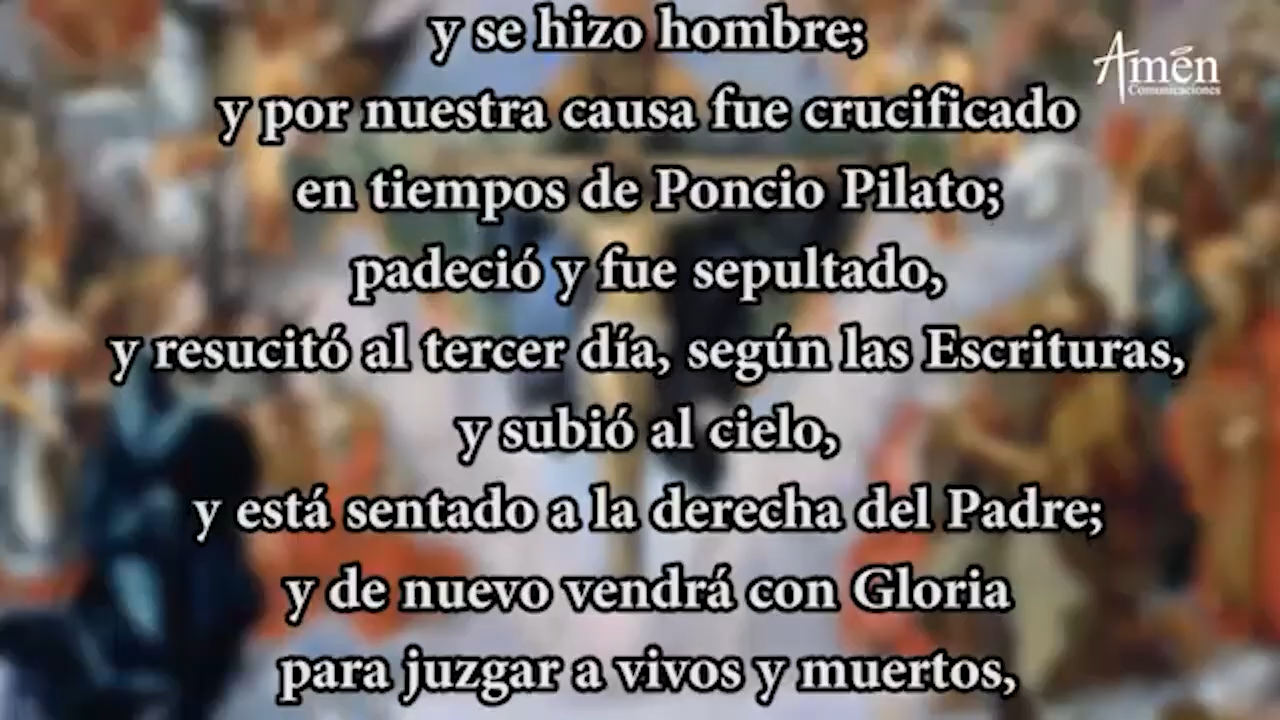 y se hizo hombre;
Amén
Comunicaciones
y por nuestra causa fue crucificado
en tiempos de Poncio Pilato;
padeció y fue sepultado,
y resucitó al tercer día, según las Escrituras,
y subió al cielo,
y está sentado a la derecha del Padre;
y de nuevo vendrá con Gloria
para juzgar a vivos y muertos,